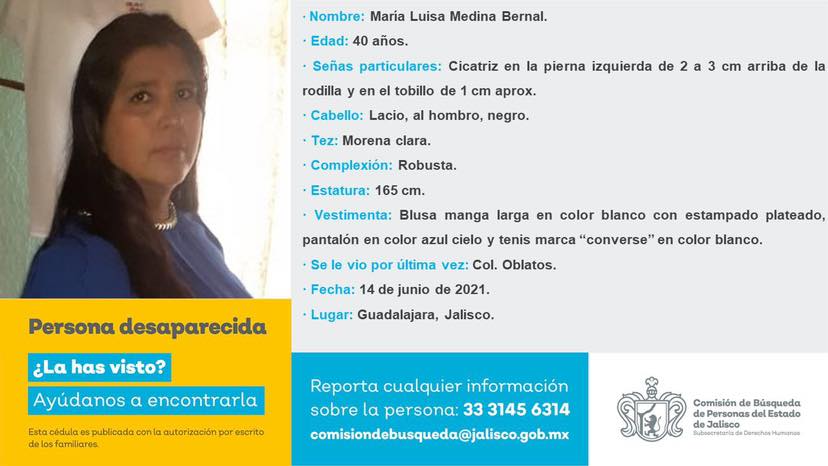 · Nombre: María Luisa Medina Bernal.
· Edad: 40 años.
· Señas particulares: Cicatriz en la pierna izquierda de 2 a 3 cm arriba de la
rodilla y en el tobillo de 1 cm aprox.
· Cabello: Lacio, al hombro, negro.
· Tez: Morena clara.
· Complexión: Robusta.
· Estatura: 165 cm.
· Vestimenta: Blusa manga larga en color blanco con estampado plateado,
pantalón en color azul cielo y tenis marca “converse” en color blanco.
· Se le vio por última vez: Col. Oblatos.
· Fecha: 14 de junio de 2021.
· Lugar: Guadalajara, Jalisco.
Persona desaparecida
¿La has visto?
Ayúdanos a encontrarla
Esta cédula es publicada con la autorización por escrito
de los familiares.
Reporta cualquier información
sobre la persona: 33 3145 6314
comisiondebusqueda@jalisco.gob.mx
Comisión de Búsqueda
de Personas del Estado
de Jalisco
Subsecretaría de Derechos Humanos